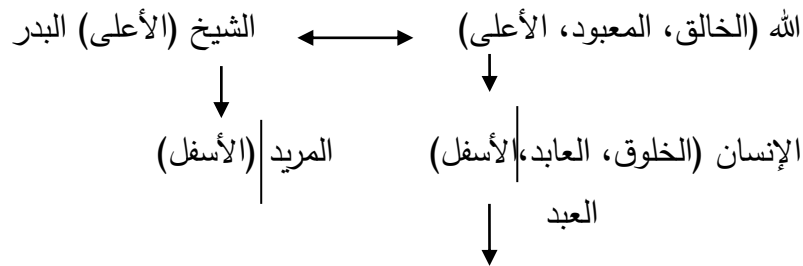 الله (الخالق، المعبود، الأعلى) الشيخ (الأعلى) البدر
الإنسان (الخلوق، العابد، الأسفل) المريد (الأسفل)
العبد